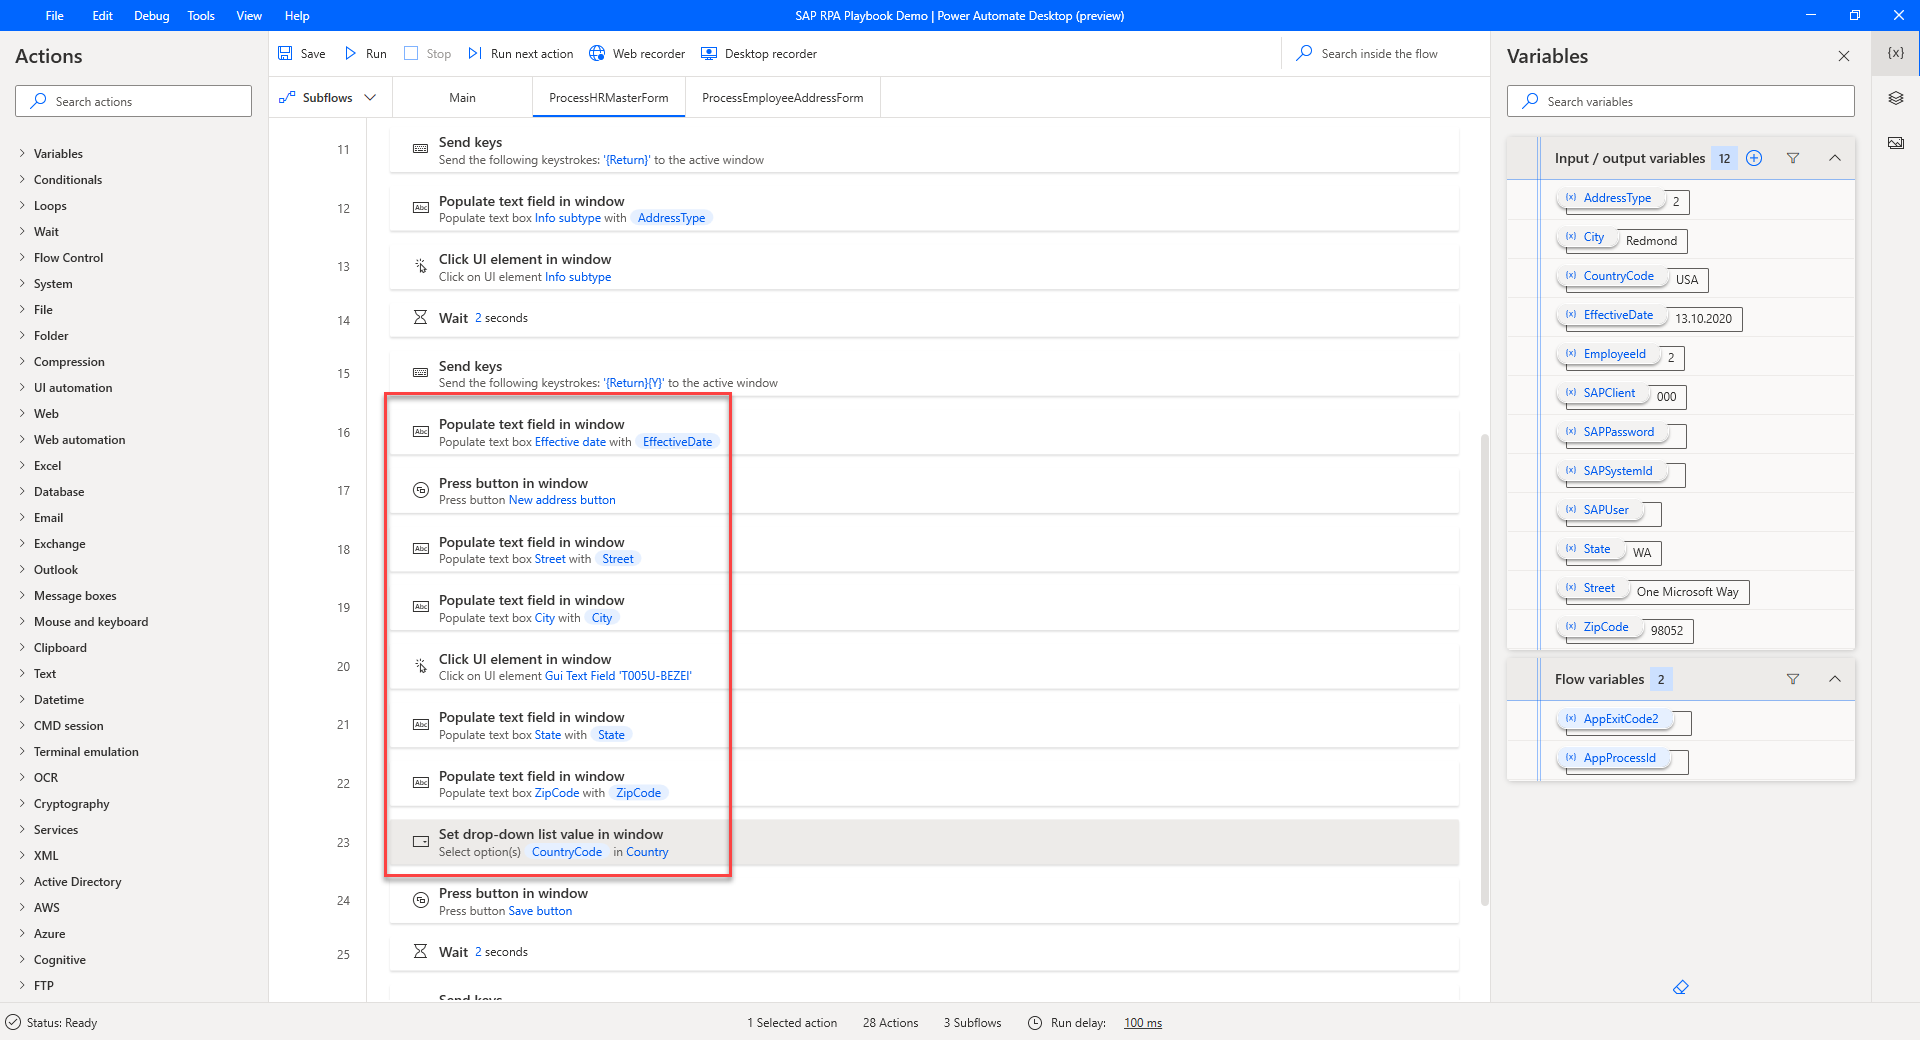 File Edit Debug Tools View Help
SAP RPA Playbook Demo | Power Automate Desktop (preview)
Actions
Search actions
Variables
Conditionals
Loops
Wait
Flow Control
System
File
Folder
Compression
UI automation
Web
Web automation
Excel
Database
Email
Exchange
Outlook
Message boxes
Mouse and keyboard
Clipboard
Text
Datetime
CMD session
Terminal emulation
OCR
Cryptography
Services
XML
Active Directory
AWS
Azure
Cognitive
FTP
Save Run Stop Run next action Web recorder Desktop recorder
Search inside the flow
Subflows Main ProcessHRMasterForm ProcessEmployeeAddressForm
11 Send keys
Send the following keystrokes: '{Return}' to the active window
12 Populate text field in window
Populate text box Info subtype with AddressType
13 Click UI element in window
Click on UI element Info subtype
14 Wait 2 seconds
15 Send keys
Send the following keystrokes: '{Return}{Y}' to the active window
16 Populate text field in window
Abc Populate text box Effective date with EffectiveDate
17 Press button in window
Press button New address button
18 Populate text field in window
Populate text box Street with Street
19 Populate text field in window
Populate text box City with City
20 Click UI element in window
Click on UI element Gui Text Field 'T005U-BEZEI'
21 Populate text field in window
Populate text box State with State
22 Populate text field in window
Populate text box ZipCode with ZipCode
23 Set drop-down list value in window
Select option(s) CountryCode in Country
24 Press button in window
Press button Save button
25 Wait 2 seconds
Send keys
Variables
{x}
Search variables
Input / output variables 12
(x) AddressType 2
(x) City Redmond
(x) CountryCode USA
(x) EffectiveDate 13.10.2020
(x) EmployeeId 2
(x) SAPClient 000
(x) SAPPassword
(x) SAPSystemId
(x) SAPUser
(x) State WA
(x) Street One Microsoft Way
(x) ZipCode 98052
Flow variables 2
(x) AppExitCode2
(x) AppProcessId
Status: Ready
1 Selected action 28 Actions 3 Subflows Run delay: 100 ms